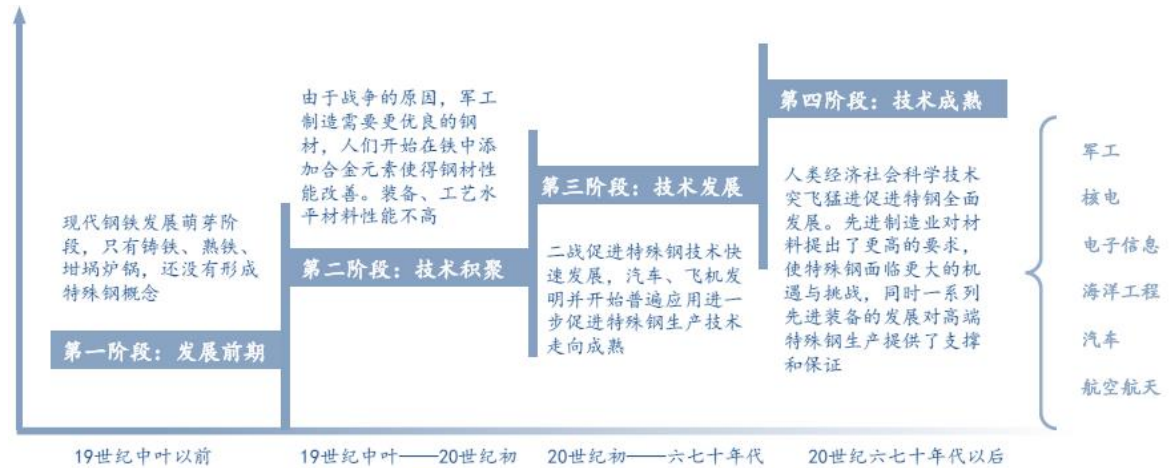 现代钢铁发展萌芽阶
段，只有铸铁、熟铁、
坩埚炉锅，还没有形成
特殊钢概念
第一阶段：发展前期
19世纪中叶以前
由于战争的原因，军工
制造需要更优良的钢
材，人们开始在铁中添
加合金元素使得钢材性
能改善。装备、工艺水
平材料性能不高
第二阶段：技术积聚
19世纪中叶——20世纪初
第三阶段：技术发展
二战促进特殊钢技术快
速发展，汽车、飞机发
明并开始普遍应用进一
步促进特殊钢生产技术
走向成熟
20世纪初——六七十年代
第四阶段：技术成熟
人类经济社会科学技术
突飞猛进促进特钢全面
发展。先进制造业对材
料提出了更高的要求，
使特殊钢面临更大的机
遇与挑战，同时一系列
先进装备的发展对高端
特殊钢生产提供了支撑
和保证
20世纪六七十年代以后
军工
核电
电子信息
海洋工程
汽车
航空航天